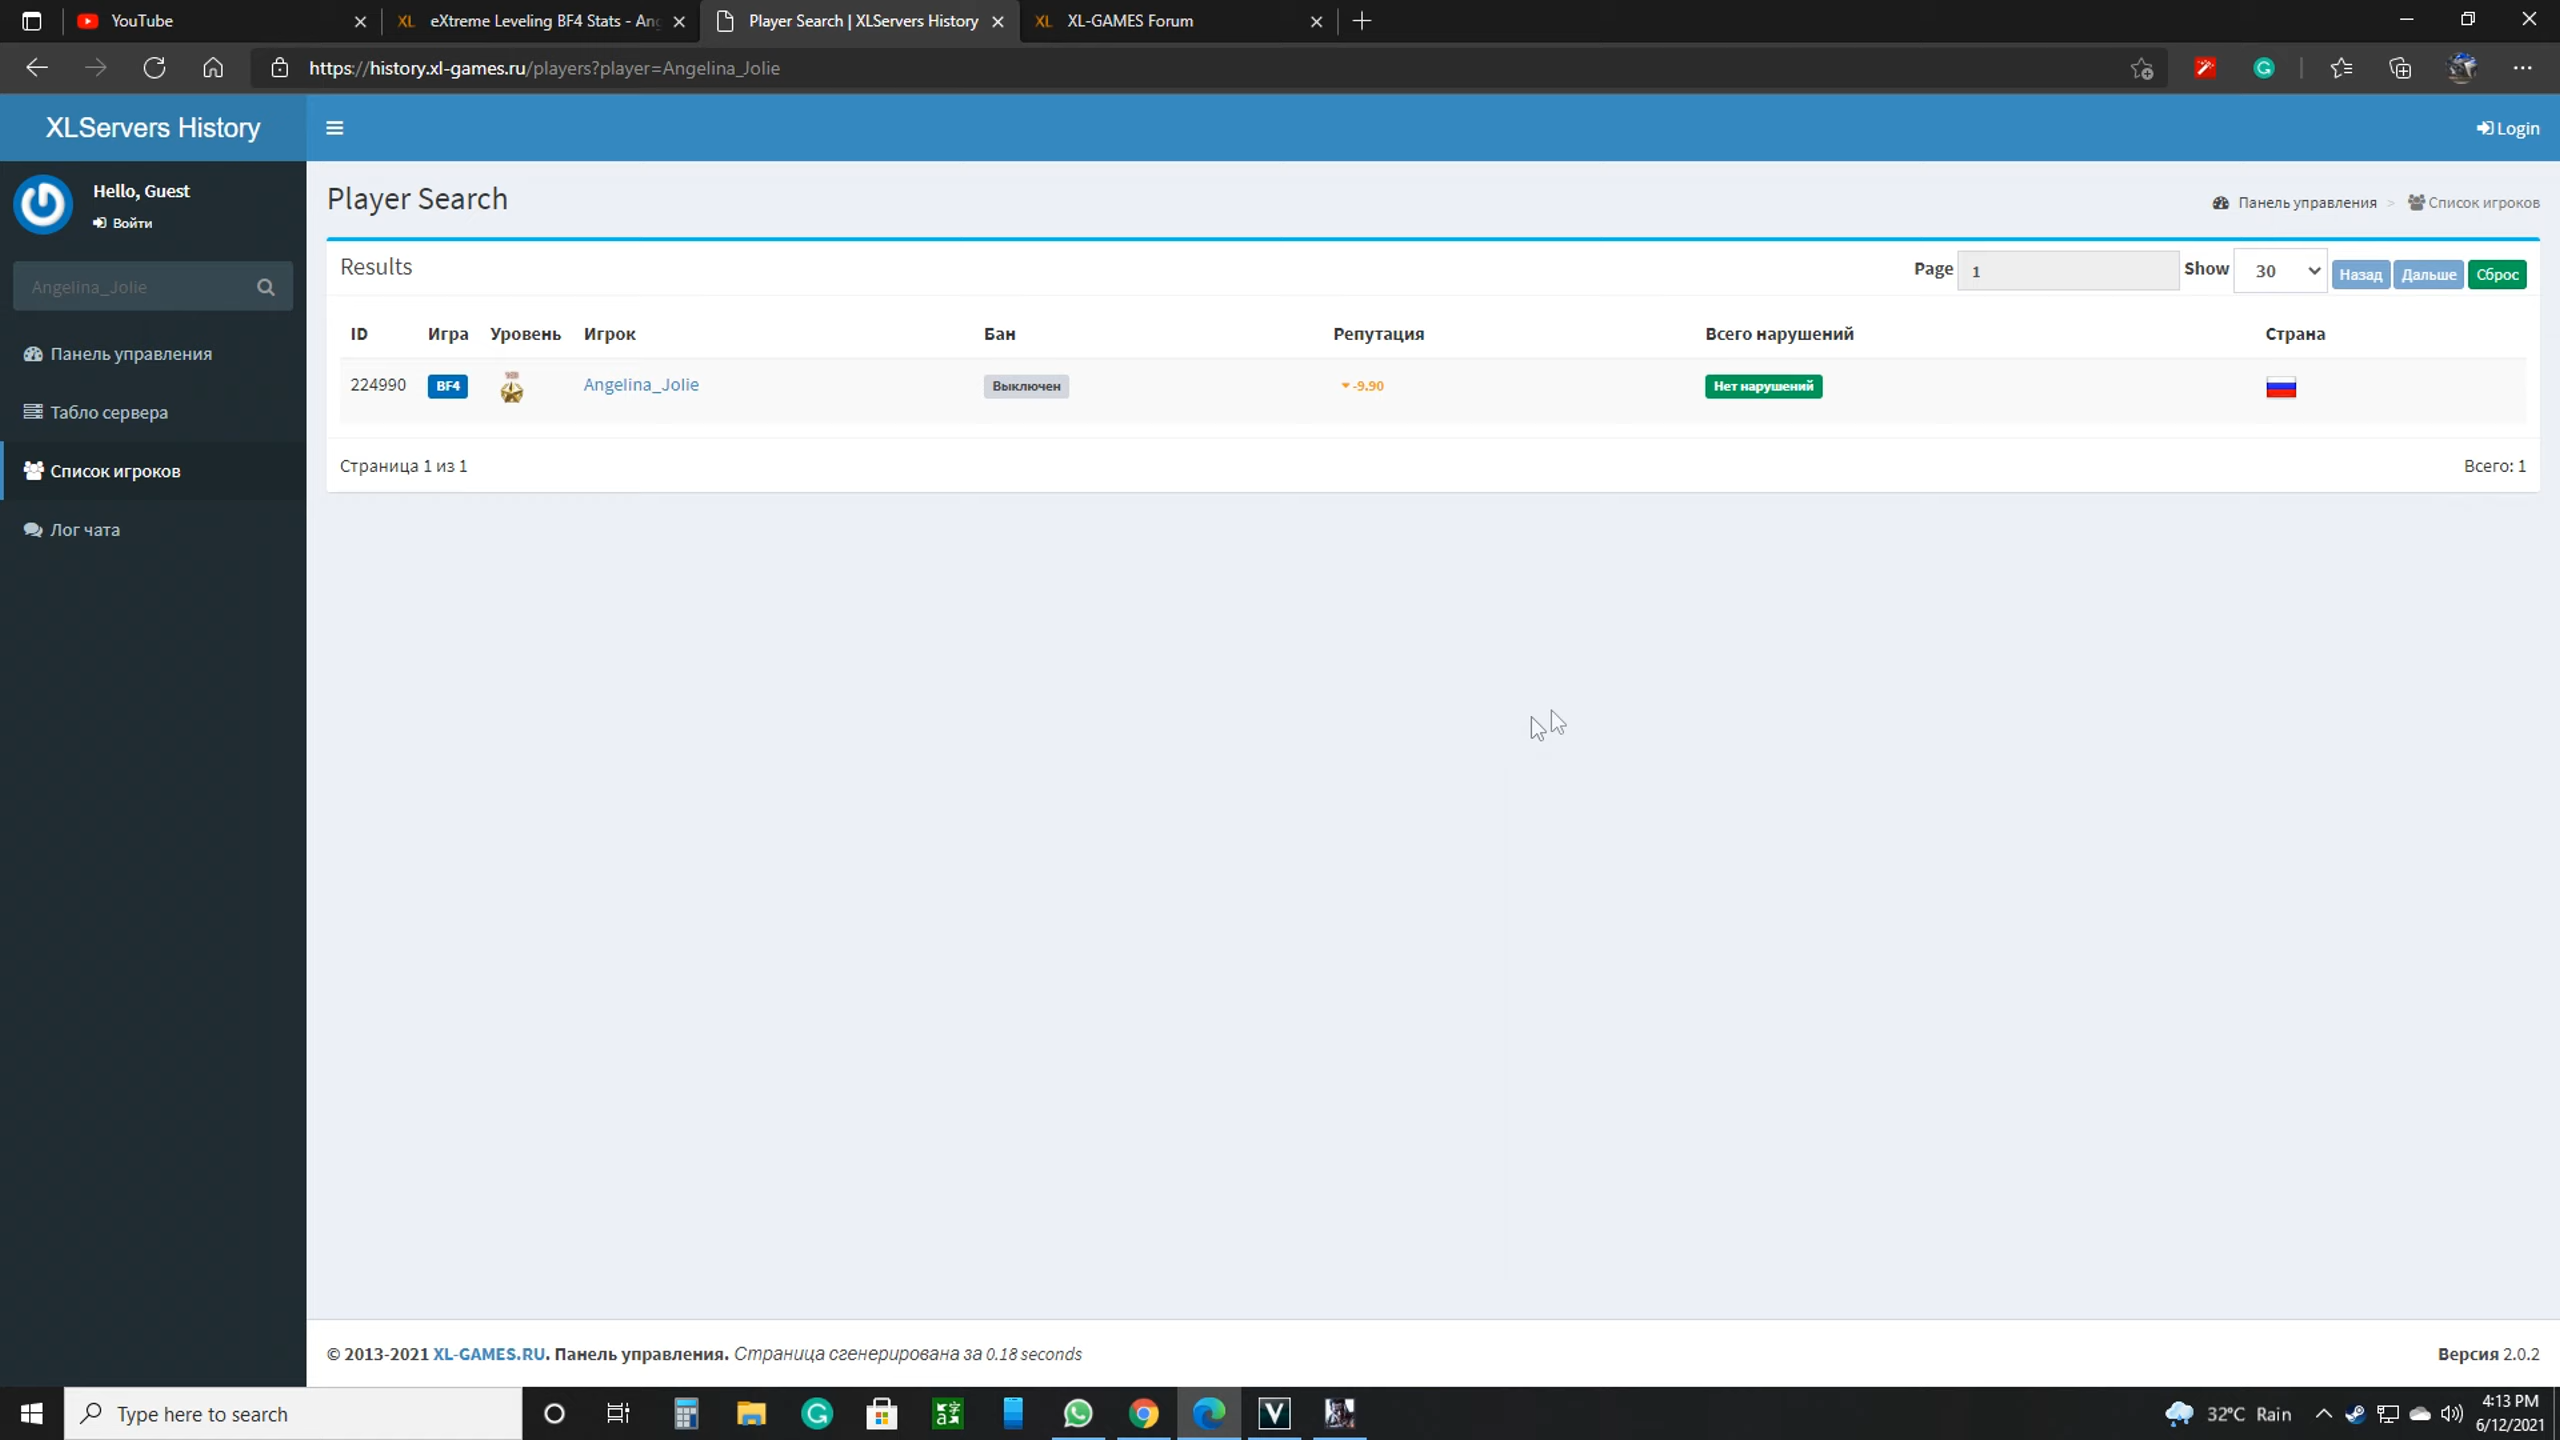 YouTube
XL eXtreme Leveling BF4 Stats - Ang
Player Search | XLServers History
XL XL-GAMES Forum
https://history.xl-games.ru/players?player=Angelina_Jolie
XLServers History
Login
Hello, Guest
Войти
Angelina_Jolie
Панель управления
Табло сервера
Список игроков
Лог чата
Player Search
Панель управления > Список игроков
Results
Page 1 Show 30 Назад Дальше Сброс
ID Игра Уровень Игрок Бан Репутация Всего нарушений Страна
224990 BF4 Angelina_Jolie Выключен -9.90 Нет нарушений
Страница 1 из 1
Всего: 1
© 2013-2021 XL-GAMES.RU. Панель управления. Страница сгенерирована за 0.18 seconds
Версия 2.0.2
Type here to search
32°C Rain
4:13 PM
6/12/2021